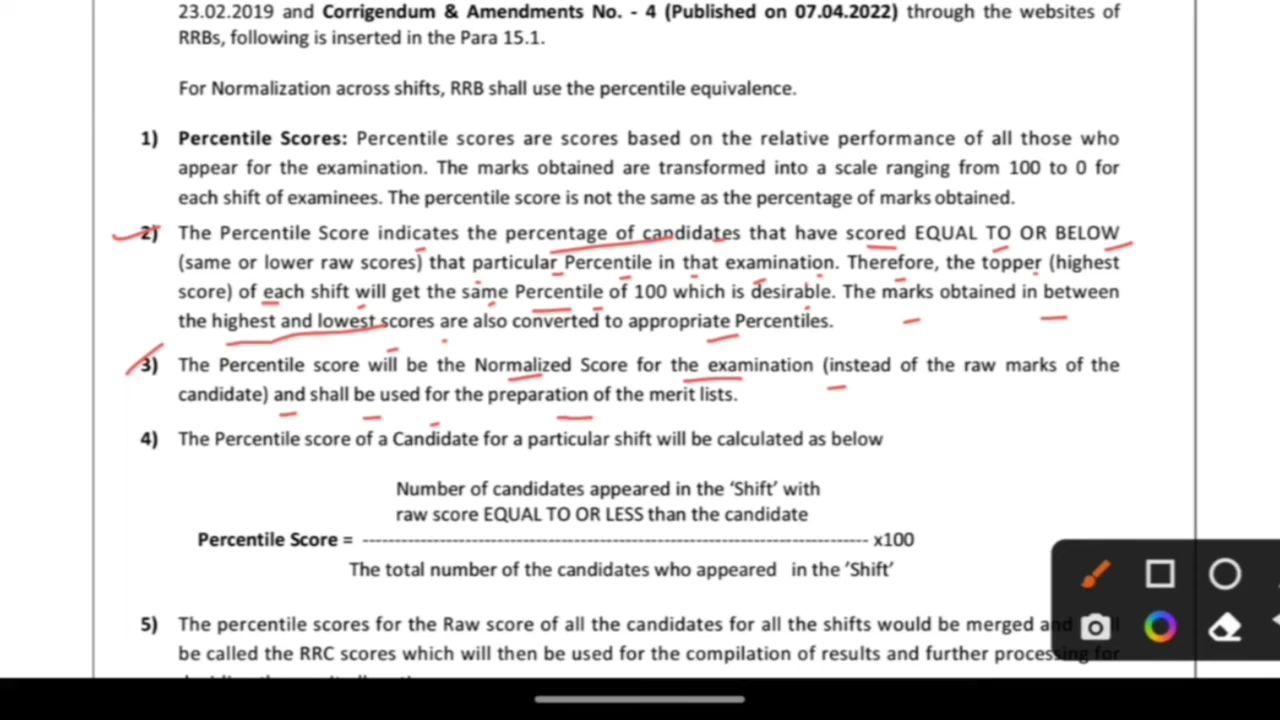 23.02.2019 and Corrigendum & Amendments No. - 4 (Published on 07.04.2022) through the websites of
RRBs, following is inserted in the Para 15.1.
For Normalization across shifts, RRB shall use the percentile equivalence.
1) Percentile Scores: Percentile scores are scores based on the relative performance of all those who
appear for the examination. The marks obtained are transformed into a scale ranging from 100 to 0 for
each shift of examinees. The percentile score is not the same as the percentage of marks obtained.
2) The Percentile Score indicates the percentage of candidates that have scored EQUAL TO OR BELOW
(same or lower raw scores) that particular Percentile in that examination. Therefore, the topper (highest
score) of each shift will get the same Percentile of 100 which is desirable. The marks obtained in between
the highest and lowest scores are also converted to appropriate Percentiles.
3) The Percentile score will be the Normalized Score for the examination (instead of the raw marks of the
candidate) and shall be used for the preparation of the merit lists.
4) The Percentile score of a Candidate for a particular shift will be calculated as below
Number of candidates appeared in the ‘Shift’ with
raw score EQUAL TO OR LESS than the candidate
Percentile Score = ---------------------------------------------------------------- x100
The total number of the candidates who appeared in the ‘Shift’
5) The percentile scores for the Raw score of all the candidates for all the shifts would be merged and
be called the RRC scores which will then be used for the compilation of results and further processing for